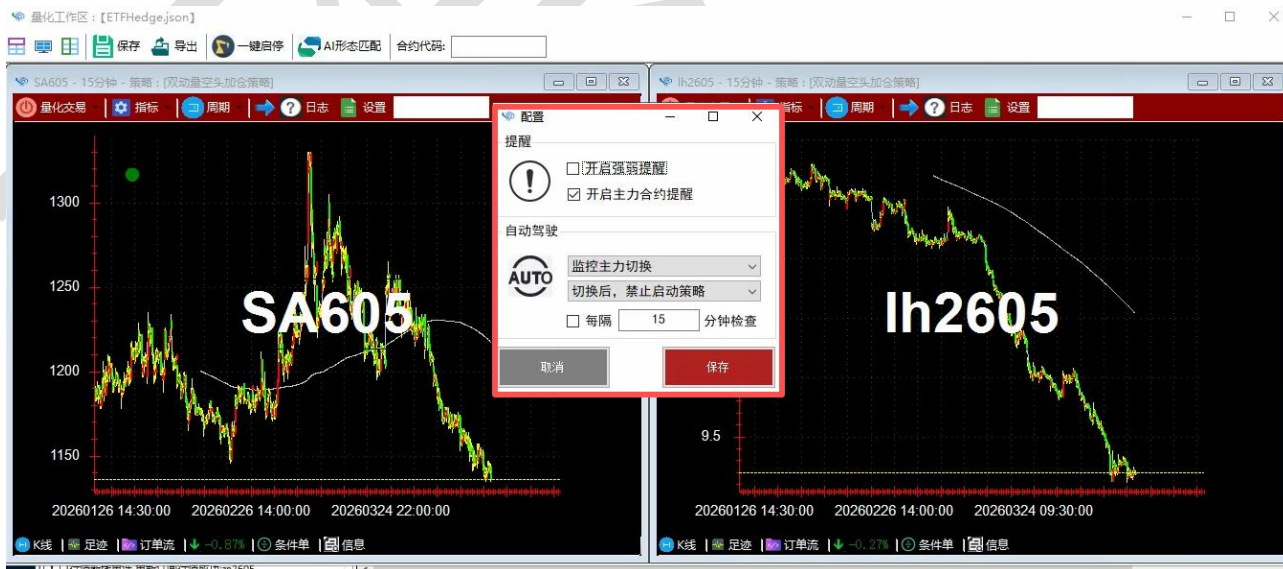 量化工作区：【ETFHedge.json】
保存 导出 一键启停 AI形态匹配 合约代码:
SA605 - 15分钟 - 策略：[双动量空头加仓策略]
量化交易 指标 周期 日志 设置
1300
1250
1200
1150
SA605
20260126 14:30:00 20260226 14:00:00 20260324 22:00:00
K线 足迹 订单流 -0.87% 条件单 信息
lh2605 - 15分钟 - 策略：[双动量空头加仓策略]
指标 周期 日志 设置
9.5
lh2605
20260126 14:30:00 20260226 14:00:00 20260324 09:30:00
K线 足迹 订单流 -0.27% 条件单 信息
配置
提醒
开启强弱提醒
开启主力合约提醒
自动驾驶
AUTO
监控主力切换
切换后，禁止启动策略
每隔 15 分钟检查
取消 保存